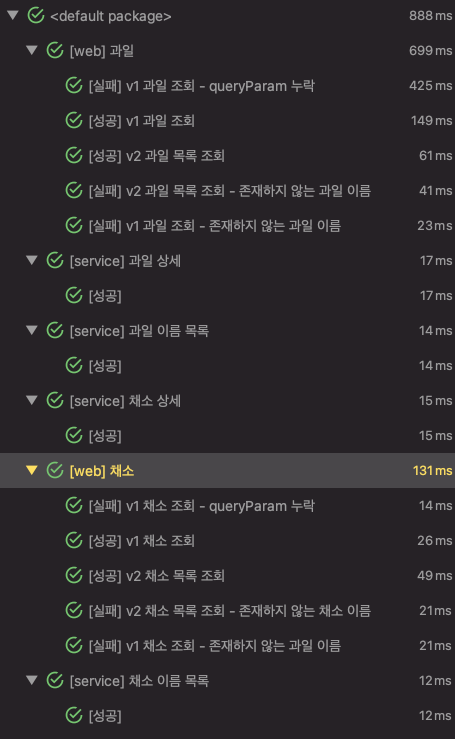 <default package> 888 ms
[web] 과일 699 ms
[실패] v1 과일 조회 - queryParam 누락 425 ms
[성공] v1 과일 조회 149 ms
[성공] v2 과일 목록 조회 61 ms
[실패] v2 과일 목록 조회 - 존재하지 않는 과일 이름 41 ms
[실패] v1 과일 조회 - 존재하지 않는 과일 이름 23 ms
[service] 과일 상세 17 ms
[성공] 17 ms
[service] 과일 이름 목록 14 ms
[성공] 14 ms
[service] 채소 상세 15 ms
[성공] 15 ms
[web] 채소 131 ms
[실패] v1 채소 조회 - queryParam 누락 14 ms
[성공] v1 채소 조회 26 ms
[성공] v2 채소 목록 조회 49 ms
[실패] v2 채소 목록 조회 - 존재하지 않는 채소 이름 21 ms
[실패] v1 채소 조회 - 존재하지 않는 과일 이름 21 ms
[service] 채소 이름 목록 12 ms
[성공] 12 ms